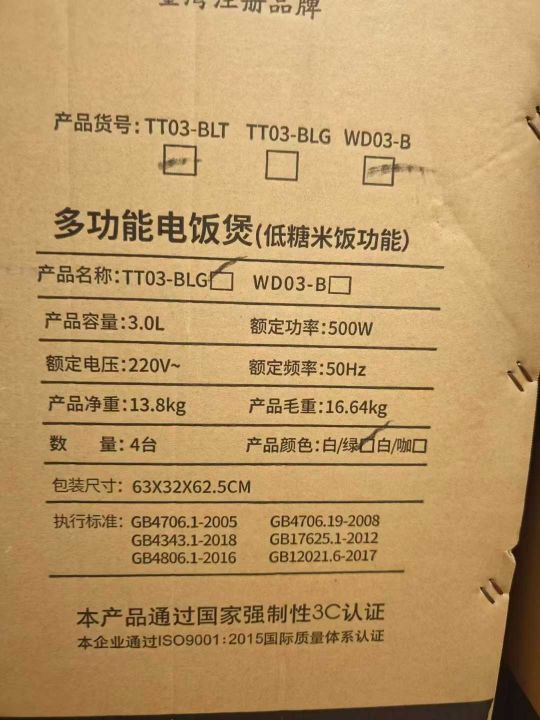 臺灣注册品牌
产品货号：TT03-BLT TT03-BLG WD03-B
多功能电饭煲(低糖米饭功能)
产品名称：TT03-BLG□ WD03-B□
产品容量：3.0L 额定功率：500W
额定电压：220V~ 额定频率：50Hz
产品净重：13.8kg 产品毛重：16.64kg
数 量：4台 产品颜色：白/绿□白/咖□
包装尺寸：63X32X62.5CM
执行标准：GB4706.1-2005 GB4706.19-2008
GB4343.1-2018 GB17625.1-2012
GB4806.1-2016 GB12021.6-2017
本产品通过国家强制性3C认证
本企业通过ISO9001:2015国际质量体系认证